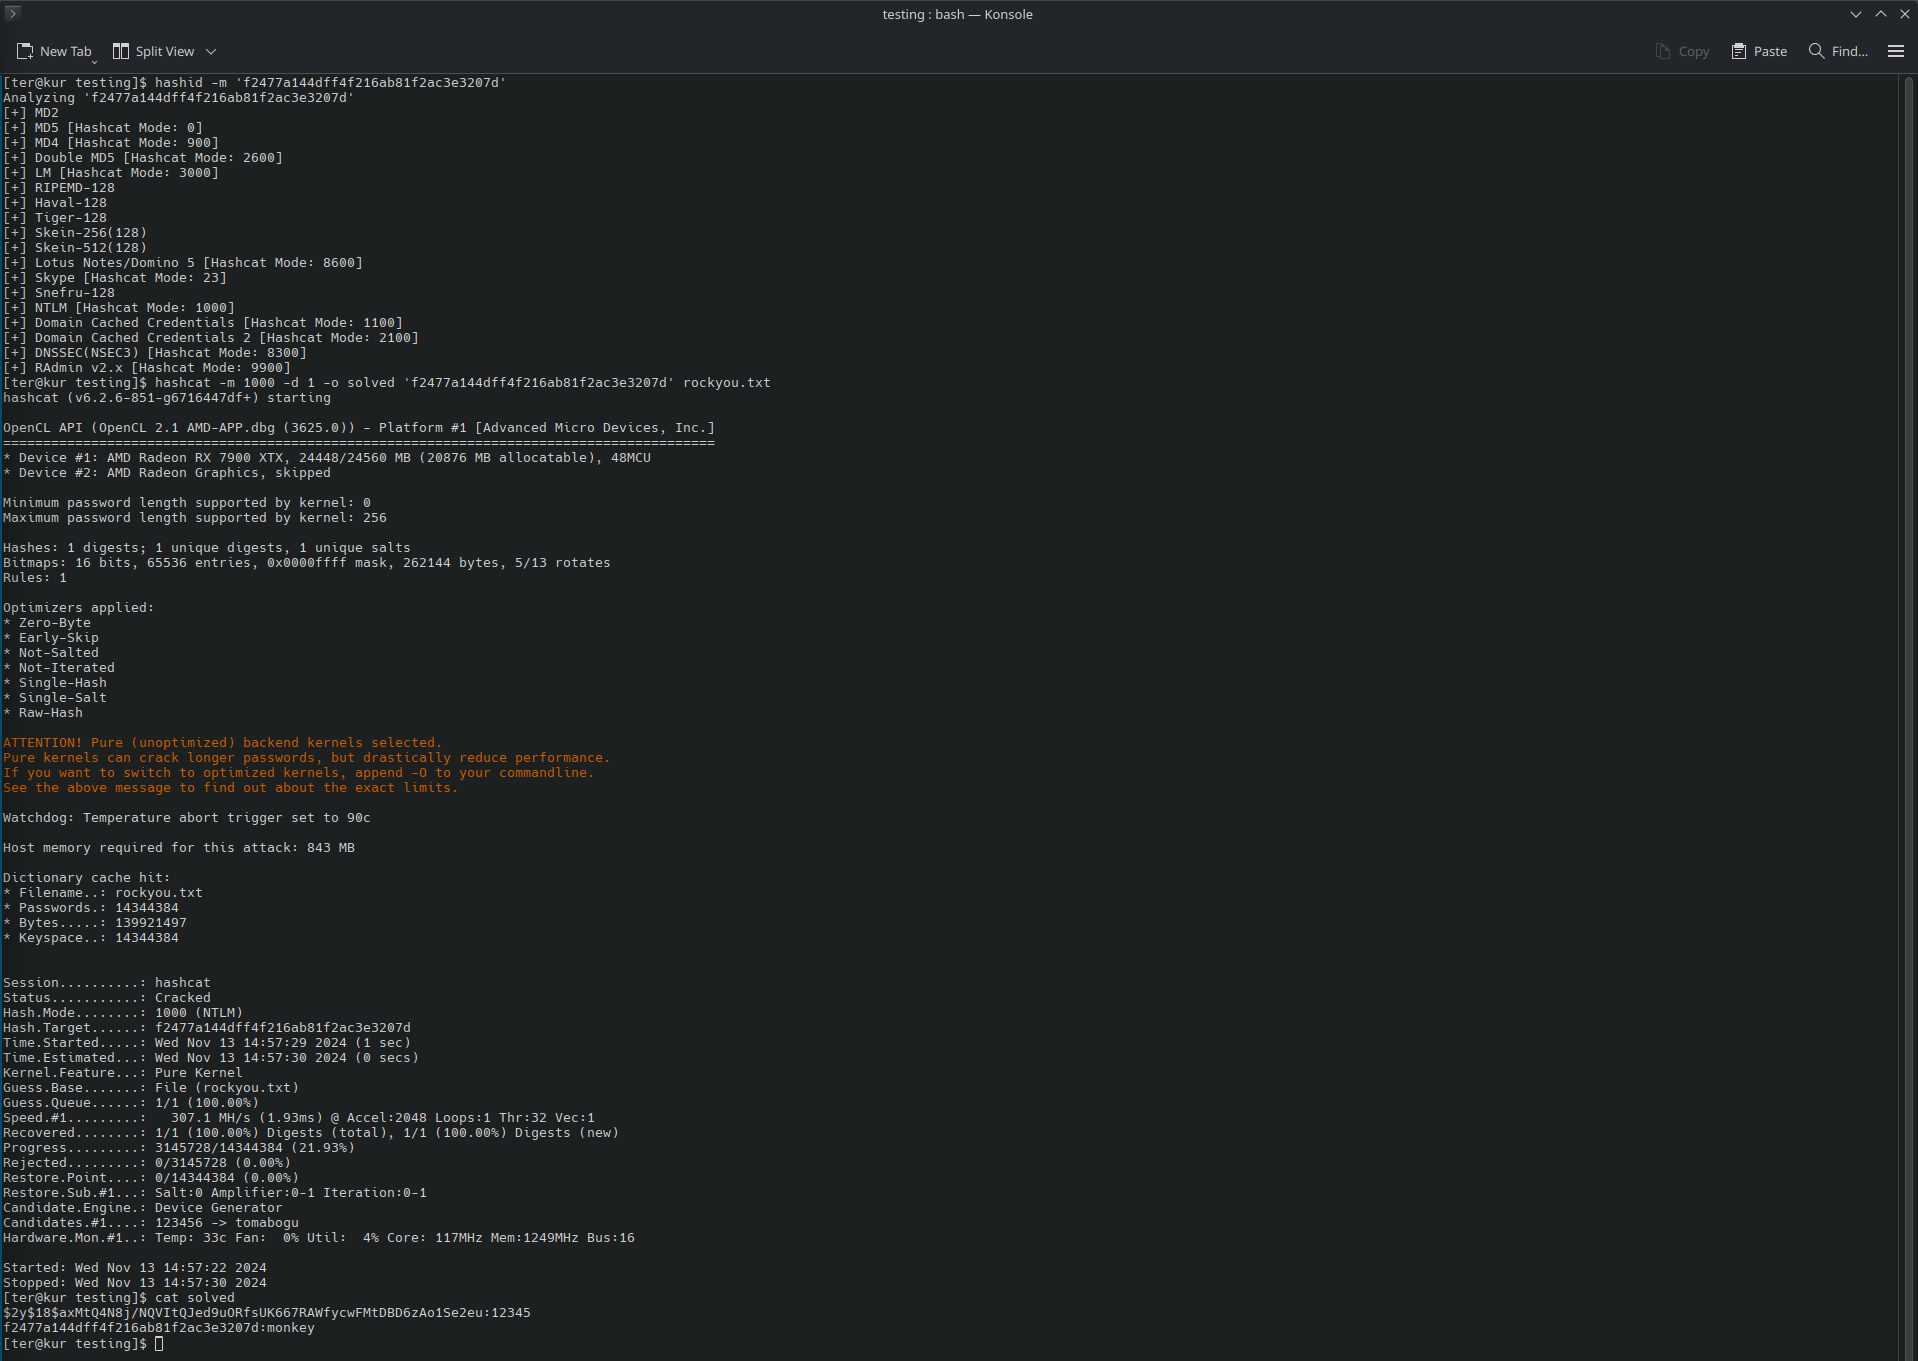 testing : bash — Konsole
New Tab Split View Copy Paste Find...
[ter@kur testing]$ hashid -m 'f2477a144dff4f216ab81f2ac3e3207d'
Analyzing 'f2477a144dff4f216ab81f2ac3e3207d'
[+] MD2
[+] MD5 [Hashcat Mode: 0]
[+] MD4 [Hashcat Mode: 900]
[+] Double MD5 [Hashcat Mode: 2600]
[+] LM [Hashcat Mode: 3000]
[+] RIPEMD-128
[+] Haval-128
[+] Tiger-128
[+] Skein-256(128)
[+] Skein-512(128)
[+] Lotus Notes/Domino 5 [Hashcat Mode: 8600]
[+] Skype [Hashcat Mode: 23]
[+] Snefru-128
[+] NTLM [Hashcat Mode: 1000]
[+] Domain Cached Credentials [Hashcat Mode: 1100]
[+] Domain Cached Credentials 2 [Hashcat Mode: 2100]
[+] DNSSEC(NSEC3) [Hashcat Mode: 8300]
[+] RAdmin v2.x [Hashcat Mode: 9900]
[ter@kur testing]$ hashcat -m 1000 -d 1 -o solved 'f2477a144dff4f216ab81f2ac3e3207d' rockyou.txt
hashcat (v6.2.6-851-g6716447df+) starting
OpenCL API (OpenCL 2.1 AMD-APP.dbg (3625.0)) - Platform #1 [Advanced Micro Devices, Inc.]
=========================================================================================
* Device #1: AMD Radeon RX 7900 XTX, 24448/24560 MB (20876 MB allocatable), 48MCU
* Device #2: AMD Radeon Graphics, skipped
Minimum password length supported by kernel: 0
Maximum password length supported by kernel: 256
Hashes: 1 digests; 1 unique digests, 1 unique salts
Bitmaps: 16 bits, 65536 entries, 0x0000ffff mask, 262144 bytes, 5/13 rotates
Rules: 1
Optimizers applied:
* Zero-Byte
* Early-Skip
* Not-Salted
* Not-Iterated
* Single-Hash
* Single-Salt
* Raw-Hash
ATTENTION! Pure (unoptimized) backend kernels selected.
Pure kernels can crack longer passwords, but drastically reduce performance.
If you want to switch to optimized kernels, append -O to your commandline.
See the above message to find out about the exact limits.
Watchdog: Temperature abort trigger set to 90c
Host memory required for this attack: 843 MB
Dictionary cache hit:
* Filename..: rockyou.txt
* Passwords.: 14344384
* Bytes.....: 139921497
* Keyspace..: 14344384
Session..........: hashcat
Status...........: Cracked
Hash.Mode........: 1000 (NTLM)
Hash.Target......: f2477a144dff4f216ab81f2ac3e3207d
Time.Started.....: Wed Nov 13 14:57:29 2024 (1 sec)
Time.Estimated...: Wed Nov 13 14:57:30 2024 (0 secs)
Kernel.Feature...: Pure Kernel
Guess.Base.......: File (rockyou.txt)
Guess.Queue......: 1/1 (100.00%)
Speed.#1.........:   307.1 MH/s (1.93ms) @ Accel:2048 Loops:1 Thr:32 Vec:1
Recovered........: 1/1 (100.00%) Digests (total), 1/1 (100.00%) Digests (new)
Progress.........: 3145728/14344384 (21.93%)
Rejected.........: 0/3145728 (0.00%)
Restore.Point....: 0/14344384 (0.00%)
Restore.Sub.#1...: Salt:0 Amplifier:0-1 Iteration:0-1
Candidate.Engine.: Device Generator
Candidates.#1....: 123456 -> tomabogu
Hardware.Mon.#1..: Temp: 33c Fan:  0% Util:  4% Core: 117MHz Mem:1249MHz Bus:16
Started: Wed Nov 13 14:57:22 2024
Stopped: Wed Nov 13 14:57:30 2024
[ter@kur testing]$ cat solved
$2y$18$axMtQ4N8j/NQVItQJed9uORfsUK667RAWfycwFMtDBD6zAo1Se2eu:12345
f2477a144dff4f216ab81f2ac3e3207d:monkey
[ter@kur testing]$